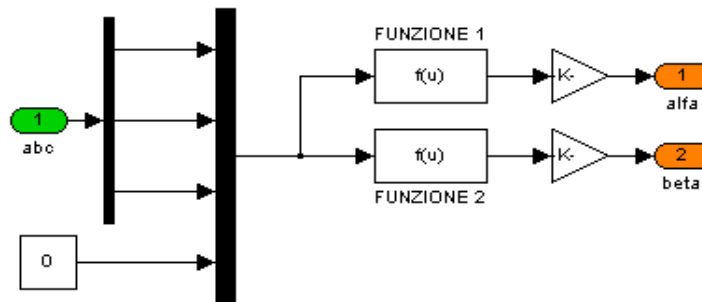 FUNZIONE 1
f(u)
K-
1
alfa
1
abc
f(u)
K-
2
beta
FUNZIONE 2
0